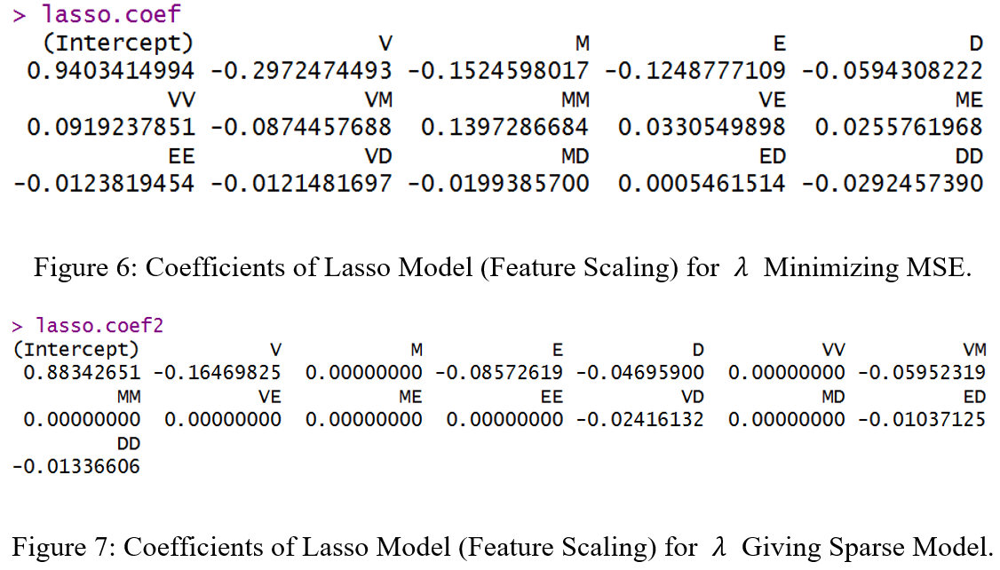 > lasso.coef
(Intercept) V M E D
0.9403414994 -0.2972474493 -0.1524598017 -0.1248777109 -0.0594308222
VV VM MM VE ME
0.0919237851 -0.0874457688 0.1397286684 0.0330549898 0.0255761968
EE VD MD ED DD
-0.0123819454 -0.0121481697 -0.0199385700 0.0005461514 -0.0292457390
Figure 6: Coefficients of Lasso Model (Feature Scaling) for λ Minimizing MSE.
> lasso.coef2
(Intercept) V M E D VV VM
0.88342651 -0.16469825 0.00000000 -0.08572619 -0.04695900 0.00000000 -0.05952319
MM VE ME EE VD MD ED
0.00000000 0.00000000 0.00000000 0.00000000 -0.02416132 0.00000000 -0.01037125
DD
-0.01336606
Figure 7: Coefficients of Lasso Model (Feature Scaling) for λ Giving Sparse Model.